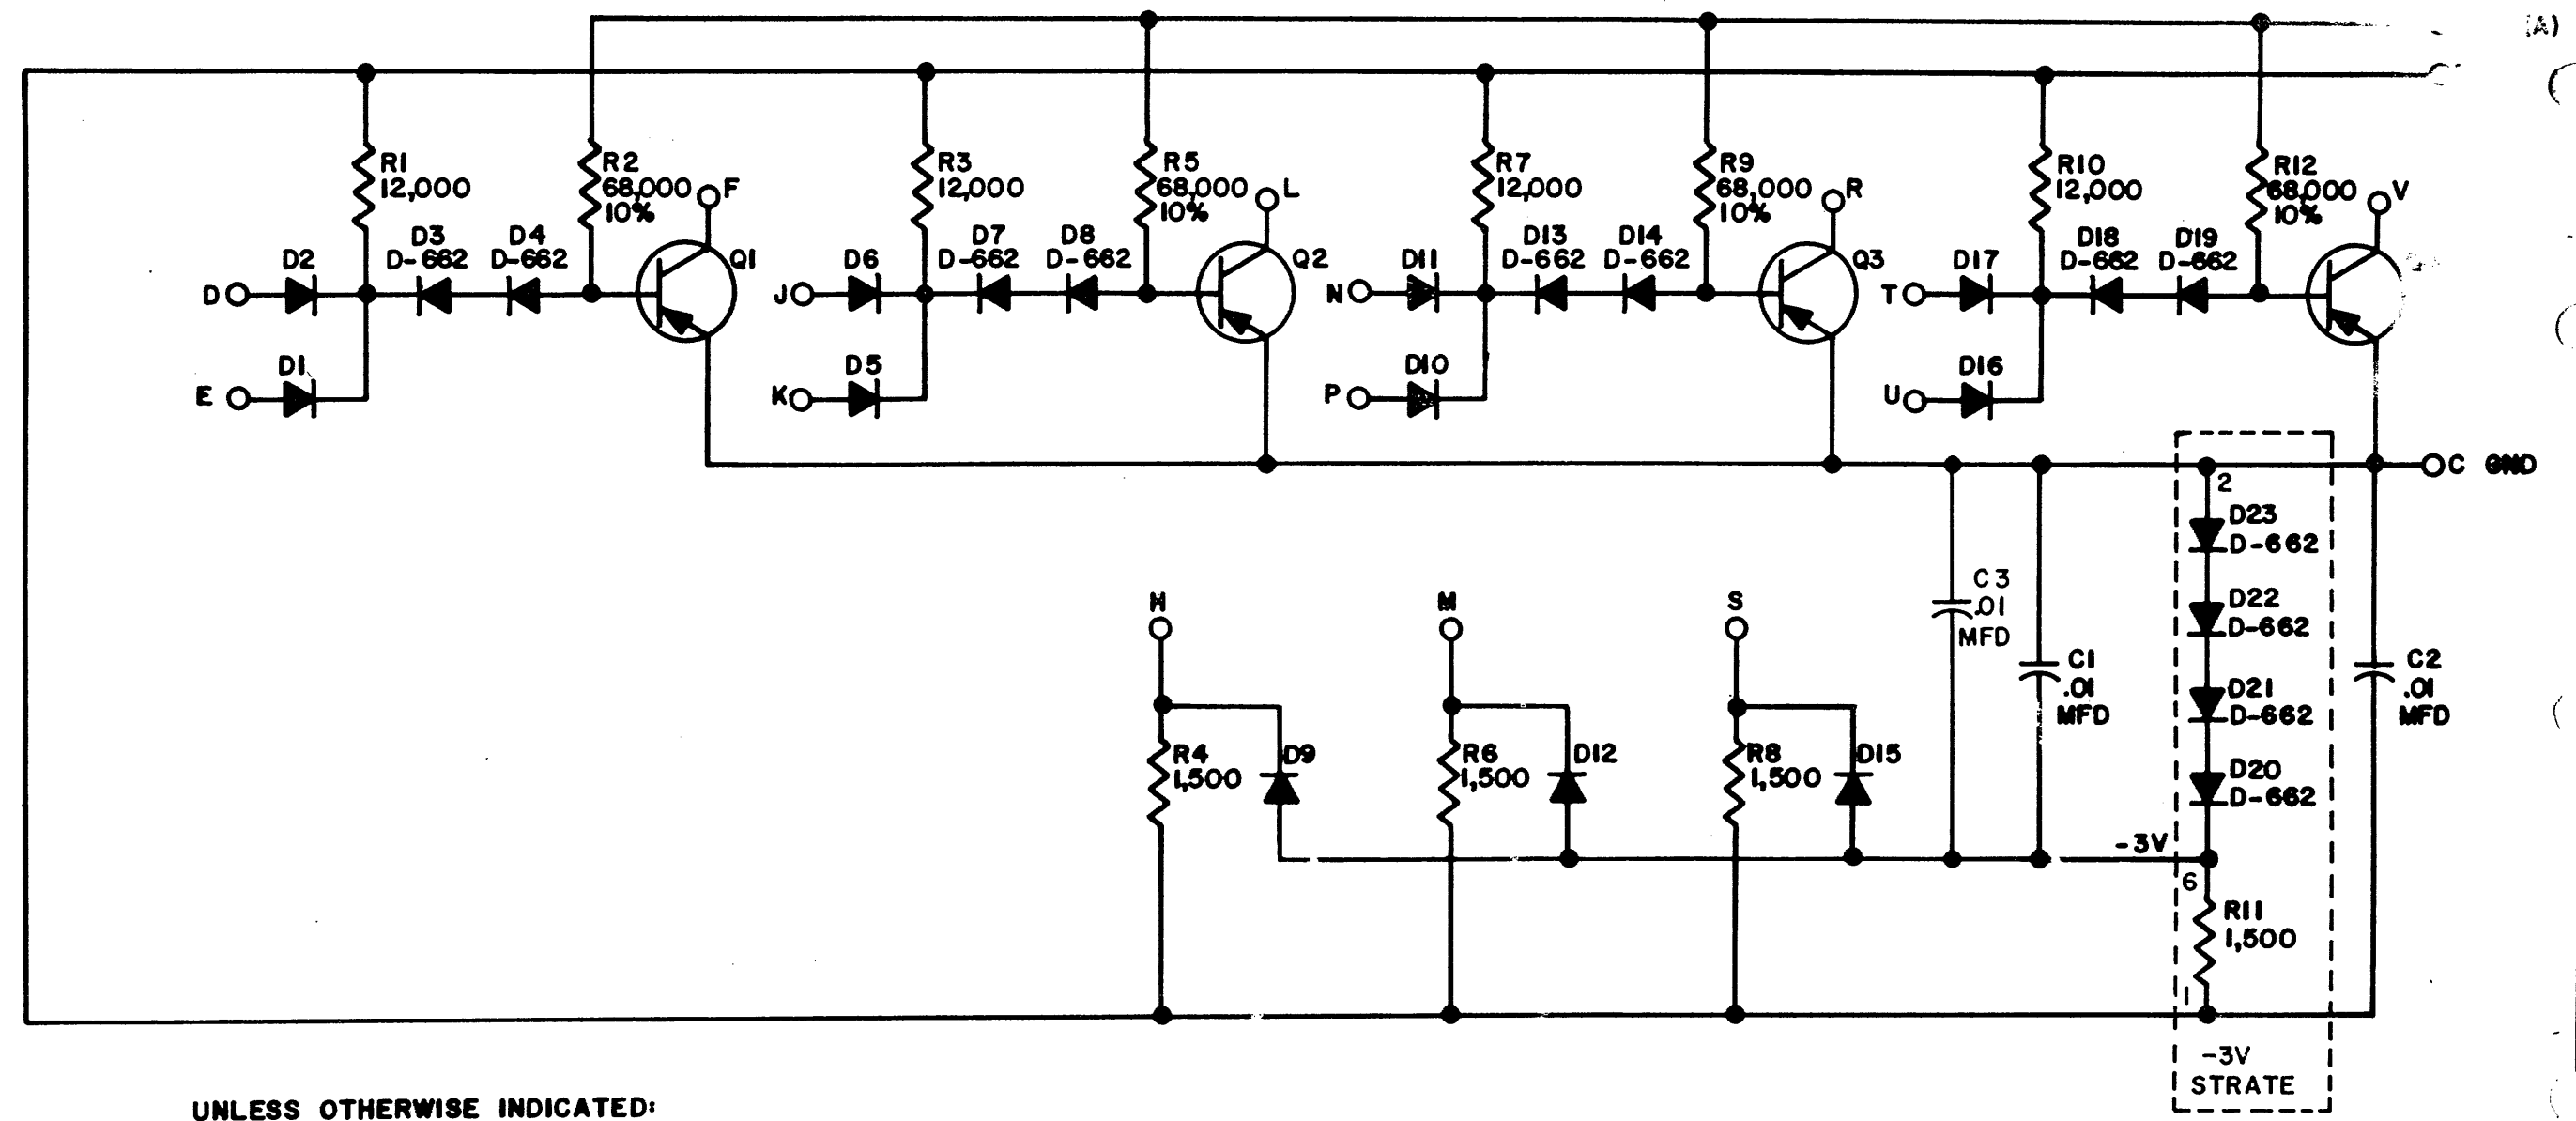 (A)
R1
12,000
R2
68,000
10%
F
R3
12,000
R5
68,000
10%
L
R7
12,000
R9
68,000
10%
R
R10
12,000
R12
68,000
10%
V
D
D2
D3
D-662
D4
D-662
Q1
J
D6
D7
D-662
D8
D-662
Q2
N
D11
D13
D-662
D14
D-662
Q3
T
D17
D18
D-662
D19
D-662
E
D1
K
D5
P
D10
U
D16
C GND
2
D23
D-662
D22
D-662
D21
D-662
D20
D-662
C3
.01
MFD
C1
.01
MFD
C2
.01
MFD
H
M
S
R4
1,500
D9
R6
1,500
D12
R8
1,500
D15
-3V
6
R11
1,500
1
-3V
STRATE
UNLESS OTHERWISE INDICATED: